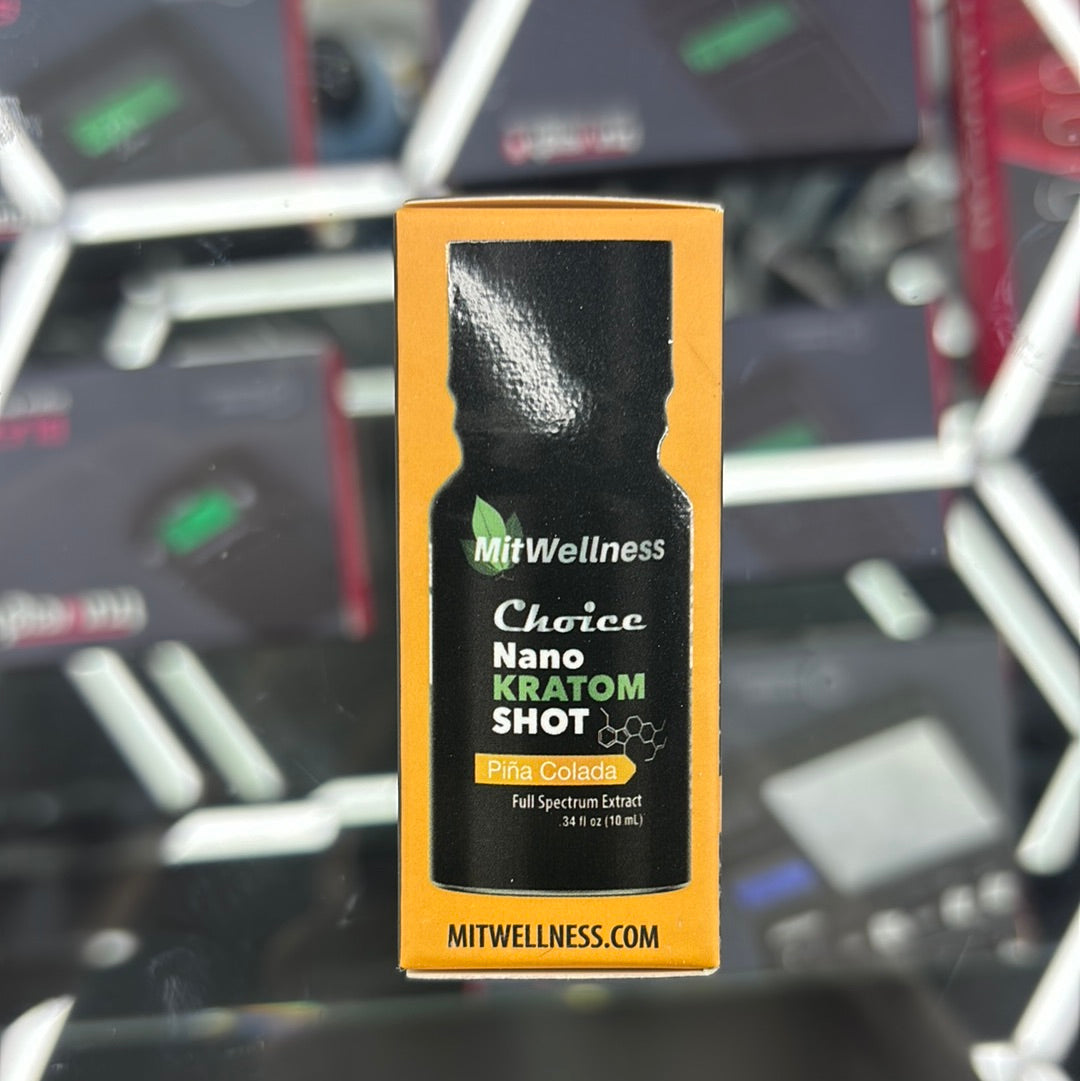 MitWellness
Choice
Nano
KRATOM
SHOT
Piña Colada
Full Spectrum Extract
.34 fl oz (10 mL)
MITWELLNESS.COM